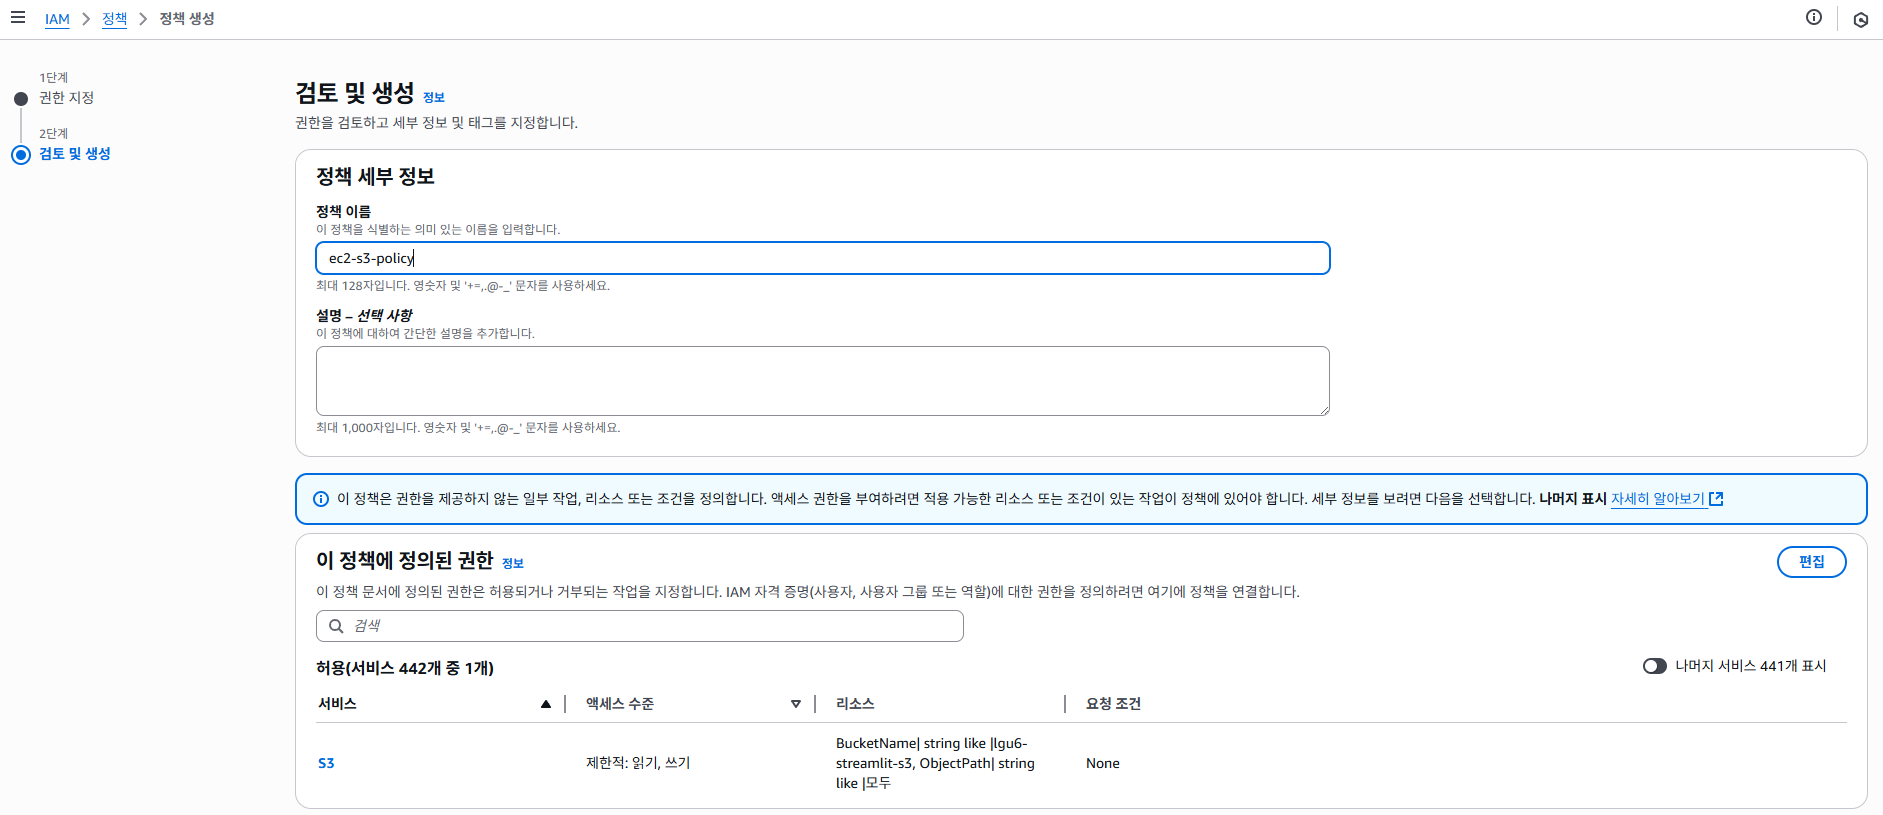 IAM > 정책 > 정책 생성
1단계
권한 지정
2단계
검토 및 생성
검토 및 생성 정보
권한을 검토하고 세부 정보 및 태그를 지정합니다.
정책 세부 정보
정책 이름
이 정책을 식별하는 의미 있는 이름을 입력합니다.
ec2-s3-policy
최대 128자입니다. 영숫자 및 '+=,.@-_' 문자를 사용하세요.
설명 – 선택 사항
이 정책에 대하여 간단한 설명을 추가합니다.
최대 1,000자입니다. 영숫자 및 '+=,.@-_' 문자를 사용하세요.
이 정책은 권한을 제공하지 않는 일부 작업, 리소스 또는 조건을 정의합니다. 액세스 권한을 부여하려면 적용 가능한 리소스 또는 조건이 있는 작업이 정책에 있어야 합니다. 세부 정보를 보려면 다음을 선택합니다. 나머지 표시 자세히 알아보기
이 정책에 정의된 권한 정보
편집
이 정책 문서에 정의된 권한은 허용되거나 거부되는 작업을 지정합니다. IAM 자격 증명(사용자, 사용자 그룹 또는 역할)에 대한 권한을 정의하려면 여기에 정책을 연결합니다.
검색
허용(서비스 442개 중 1개)
나머지 서비스 441개 표시
서비스 액세스 수준 리소스 요청 조건
S3 제한적: 읽기, 쓰기 BucketName| string like |lgu6-
streamlit-s3, ObjectPath| string
like |모두
None